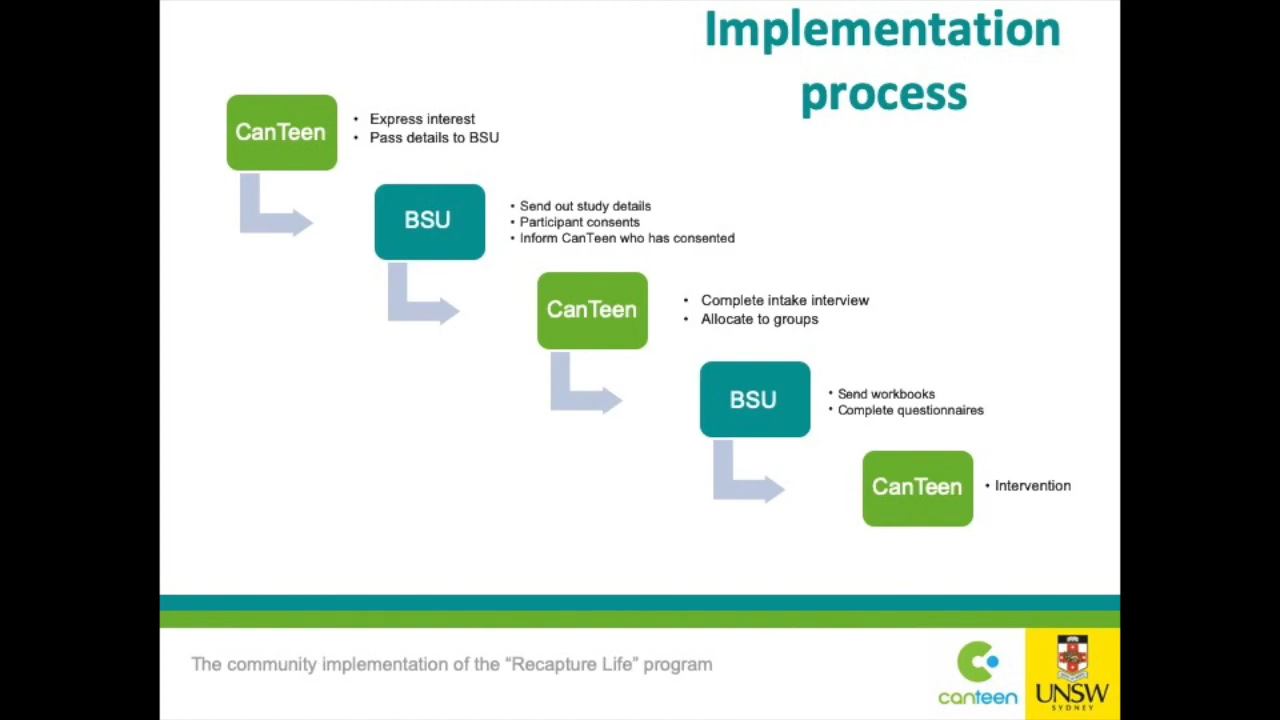 Implementation
process
CanTeen
• Express interest
• Pass details to BSU
BSU
• Send out study details
• Participant consents
• Inform CanTeen who has consented
CanTeen
• Complete intake interview
• Allocate to groups
BSU
• Send workbooks
• Complete questionnaires
CanTeen
• Intervention
The community implementation of the “Recapture Life” program
canteen
UNSW
SYDNEY